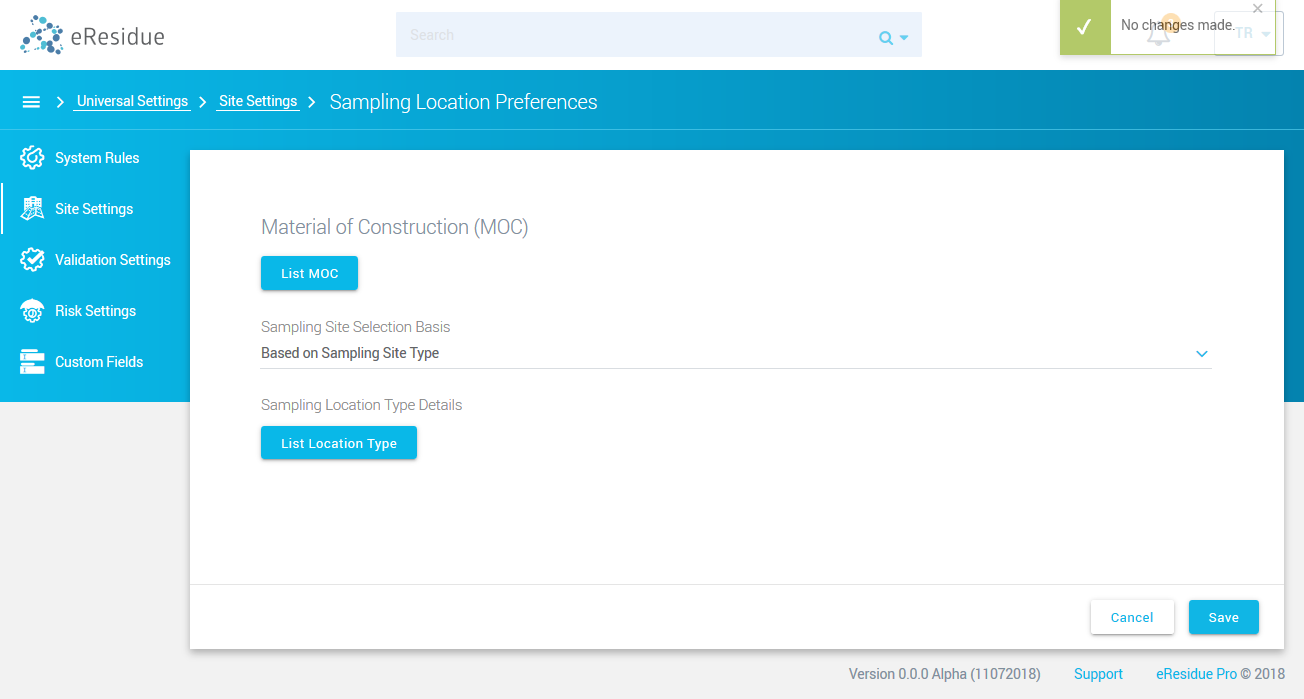 eResidue
Search
No changes made.
TR
Universal Settings
Site Settings
Sampling Location Preferences
System Rules
Site Settings
Validation Settings
Risk Settings
Custom Fields
Material of Construction (MOC)
List MOC
Sampling Site Selection Basis
Based on Sampling Site Type
Sampling Location Type Details
List Location Type
Cancel
Save
Version 0.0.0 Alpha (11072018)
Support
eResidue Pro © 2018